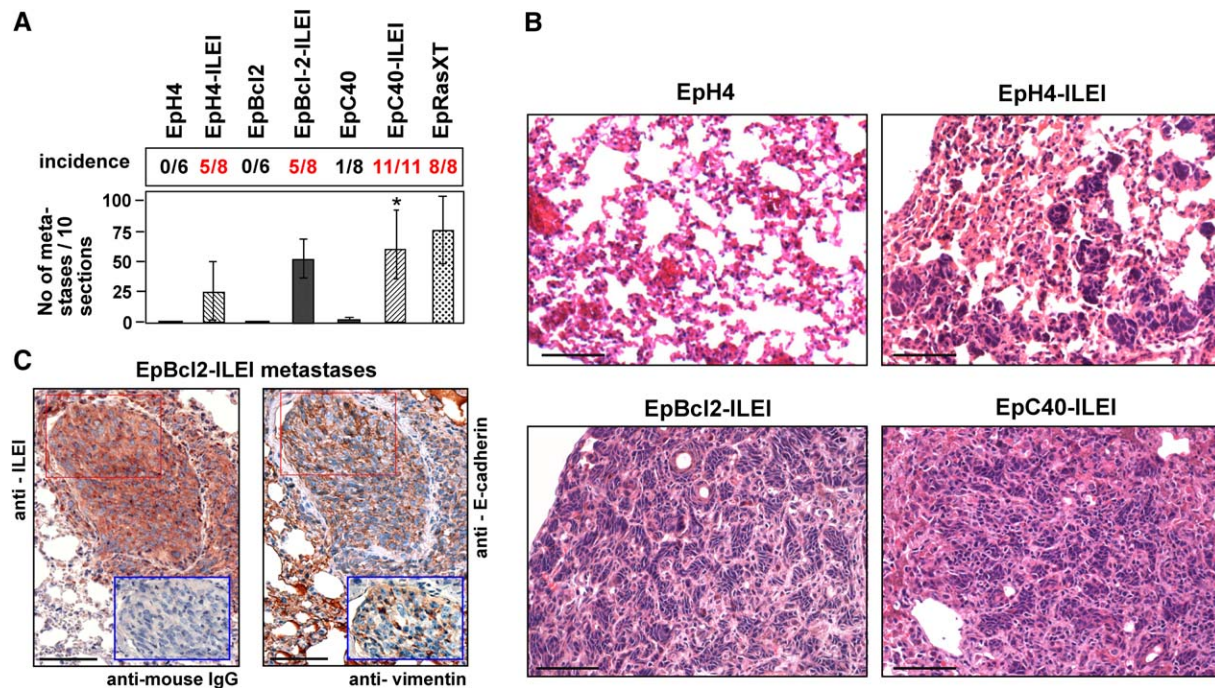 A
EpH4
EpH4-ILEI
EpBcl2
EpBcl-2-ILEI
EpC40
EpC40-ILEI
EpRasXT
incidence
0/6 5/8 0/6 5/8 1/8 11/11 8/8
No of meta-
stases / 10
sections
100
75
50
25
0
*
B
EpH4
EpH4-ILEI
EpBcl2-ILEI
EpC40-ILEI
C
EpBcl2-ILEI metastases
anti - ILEI
anti - E-cadherin
anti-mouse IgG
anti- vimentin